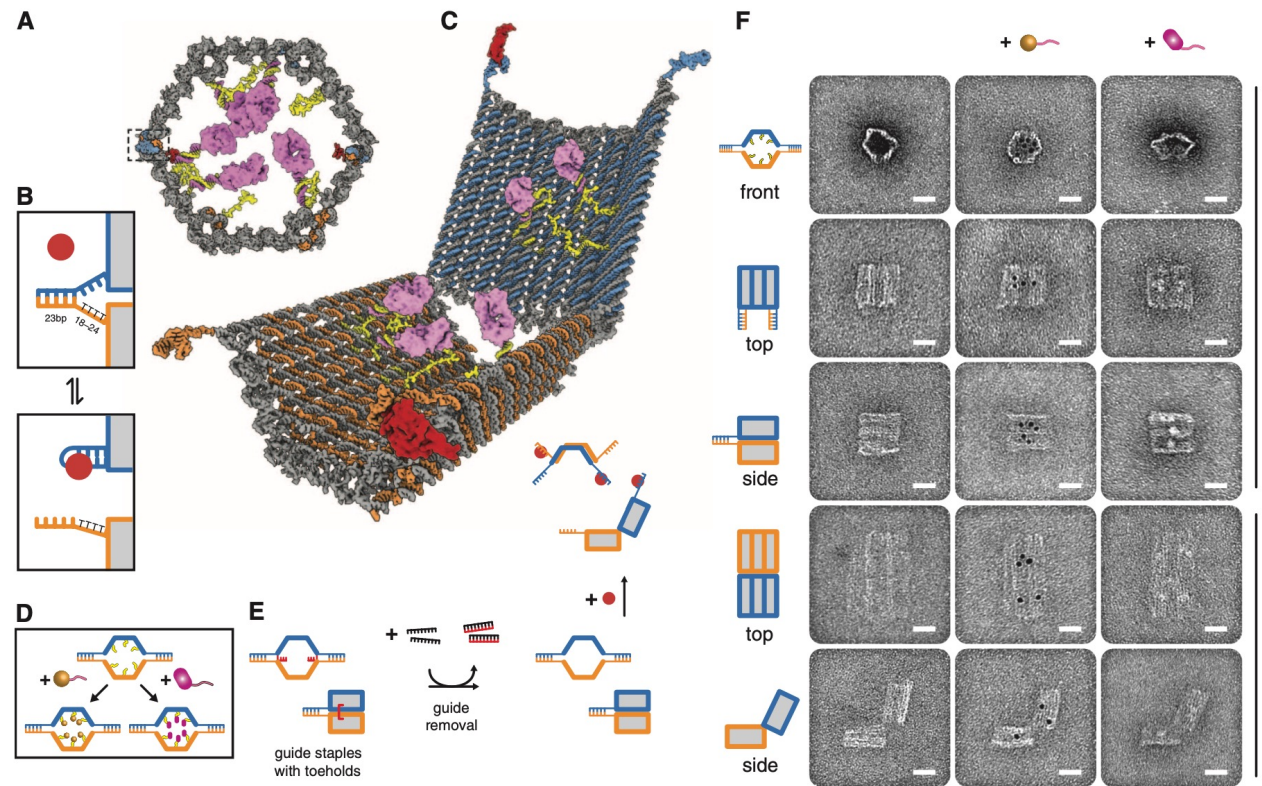 A
B
23bp
18–24
C
D
+
+
E
guide staples
with toeholds
+
guide
removal
+
F
+
+
front
top
side
top
side